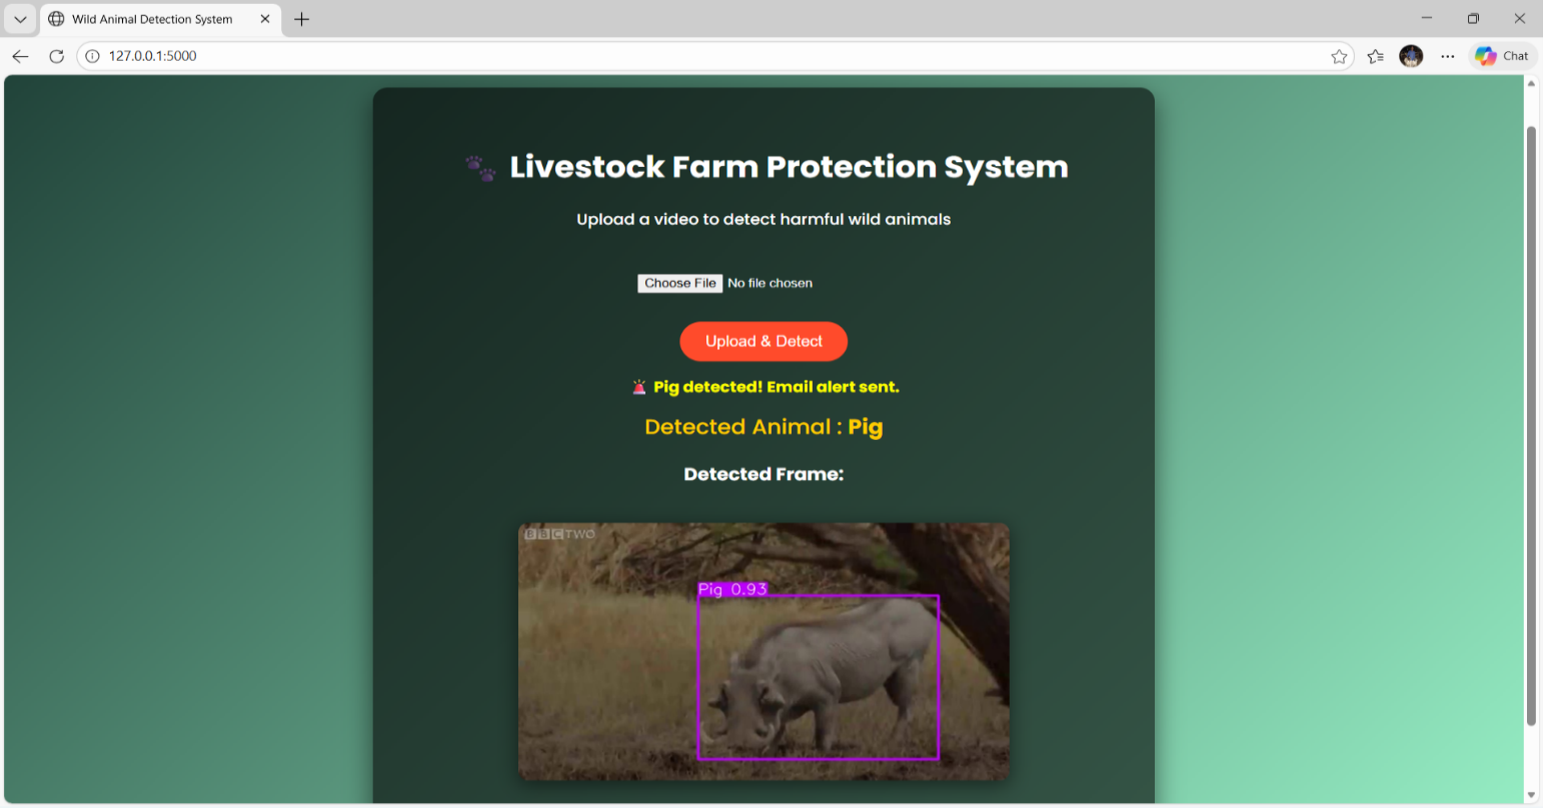 Wild Animal Detection System
127.0.0.1:5000
Chat
Livestock Farm Protection System
Upload a video to detect harmful wild animals
Choose File No file chosen
Upload & Detect
Pig detected! Email alert sent.
Detected Animal : Pig
Detected Frame:
BBC TWO
Pig 0.93